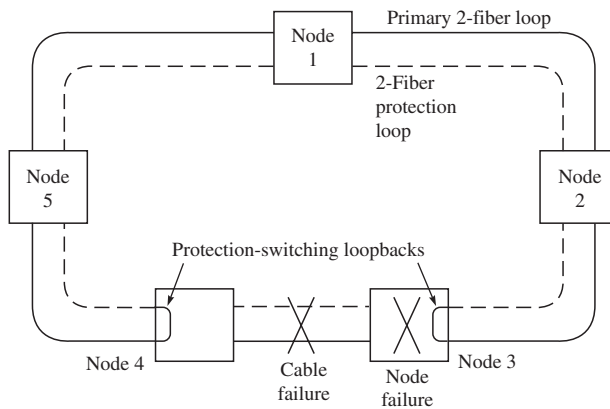 Primary 2-fiber loop
Node
1
2-Fiber
protection
loop
Node
5
Node
2
Protection-switching loopbacks
Node 4
Cable
failure
Node
failure
Node 3